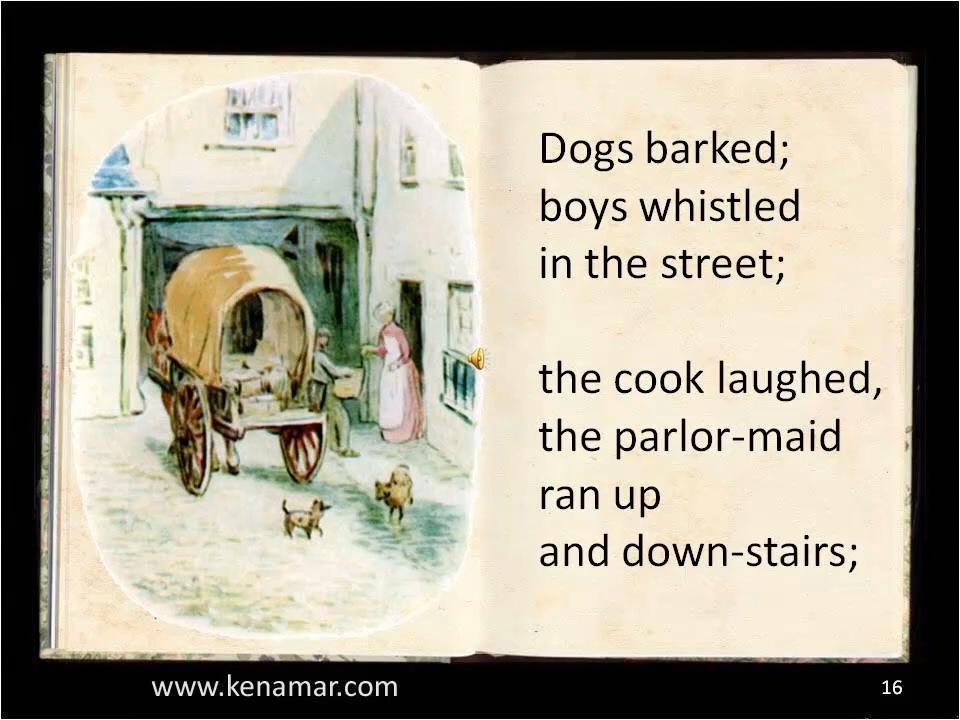 Dogs barked;
boys whistled
in the street;
the cook laughed,
the parlor-maid
ran up
and down-stairs;
www.kenamar.com
16